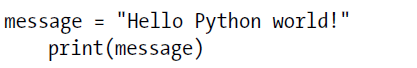 message = "Hello Python world!"
    print(message)